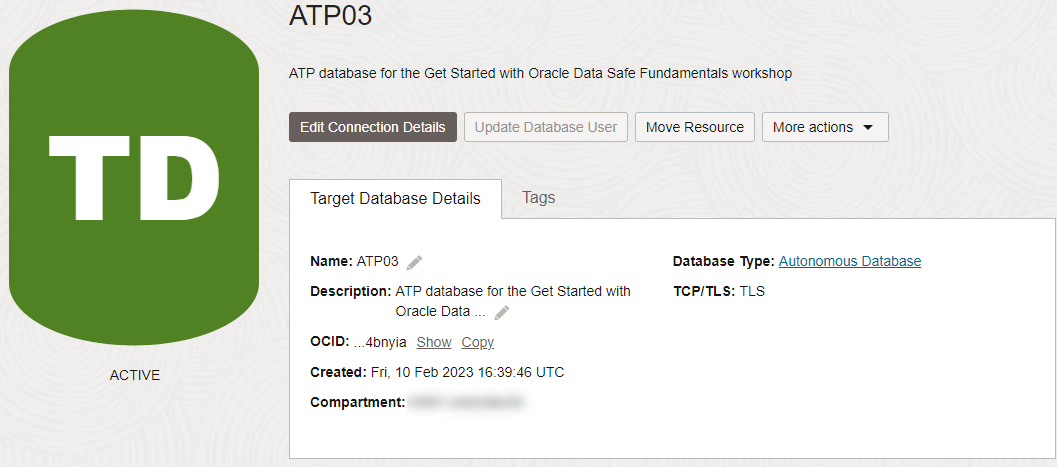 ATP03
ATP database for the Get Started with Oracle Data Safe Fundamentals workshop
Edit Connection Details Update Database User Move Resource More actions
TD
ACTIVE
Target Database Details Tags
Name: ATP03
Description: ATP database for the Get Started with
Oracle Data ...
OCID: ...4bnyia Show Copy
Created: Fri, 10 Feb 2023 16:39:46 UTC
Compartment:
Database Type: Autonomous Database
TCP/TLS: TLS